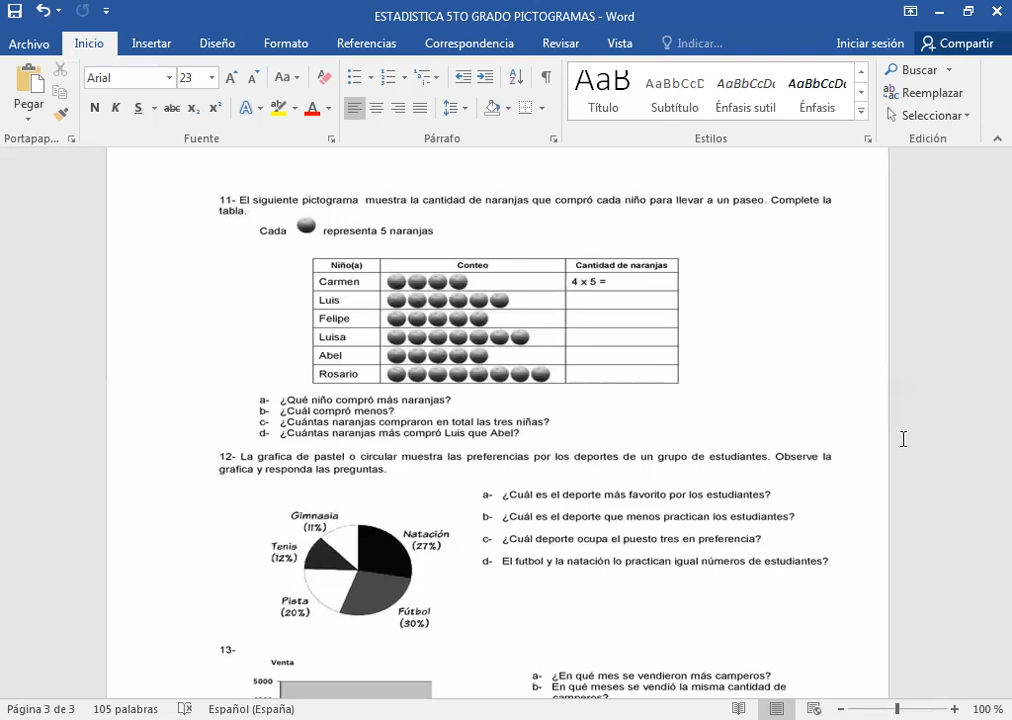 ESTADISTICA 5TO GRADO PICTOGRAMAS - Word
Archivo Inicio Insertar Diseño Formato Referencias Correspondencia Revisar Vista Indicar... Iniciar sesión Compartir
Pegar
Arial 23 Aa
N K S abc x₂ x² A A
AaB AaBbCcD AaBbCcDc AaBbCcDc
Título Subtítulo Énfasis sutil Énfasis
Buscar
Reemplazar
Seleccionar
Portapap... Fuente Párrafo Estilos Edición
11- El siguiente pictograma muestra la cantidad de naranjas que compró cada niño para llevar a un paseo. Complete la
tabla.
Cada representa 5 naranjas
Niño(a) Conteo Cantidad de naranjas
Carmen 4 x 5 =
Luis
Felipe
Luisa
Abel
Rosario
a- ¿Qué niño compró más naranjas?
b- ¿Cuál compró menos?
c- ¿Cuántas naranjas compraron en total las tres niñas?
d- ¿Cuántas naranjas más compró Luis que Abel?
12- La grafica de pastel o circular muestra las preferencias por los deportes de un grupo de estudiantes. Observe la
grafica y responda las preguntas.
Gimnasia
(11%)
Natación
(27%)
Tenis
(12%)
Pista
(20%)
Fútbol
(30%)
a- ¿Cuál es el deporte más favorito por los estudiantes?
b- ¿Cuál es el deporte que menos practican los estudiantes?
c- ¿Cuál deporte ocupa el puesto tres en preferencia?
d- El futbol y la natación lo practican igual números de estudiantes?
13-
Venta
5000
a- ¿En qué mes se vendieron más camperos?
b- En qué meses se vendió la misma cantidad de
camperos?
Página 3 de 3 105 palabras Español (España) 100 %